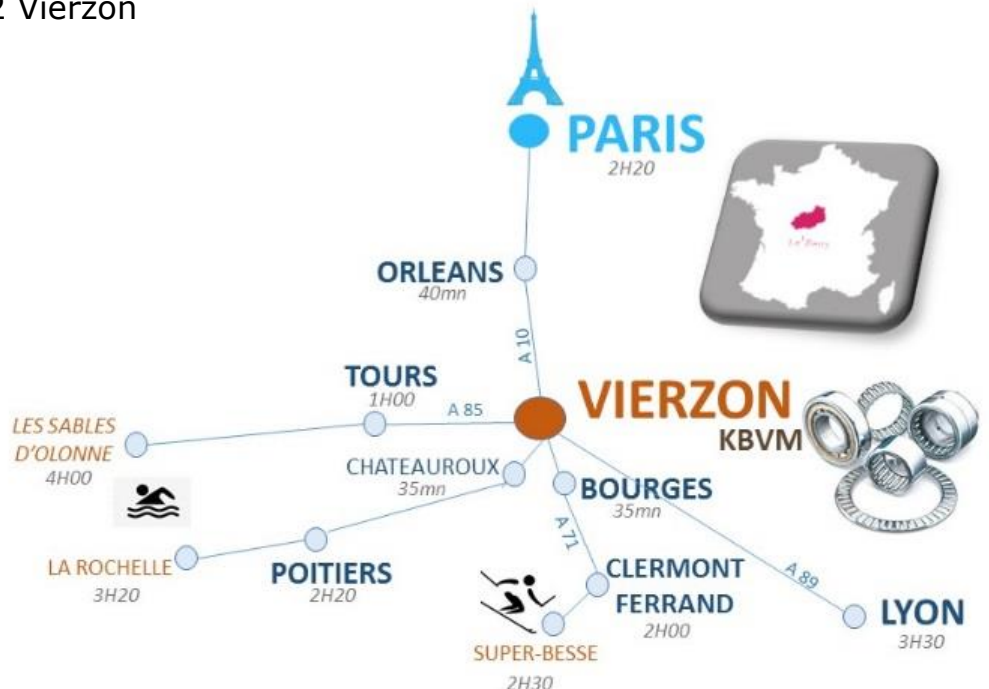 2 Vierzon
PARIS
2H20
ORLEANS
40mn
A 10
TOURS
1H00
A 85
VIERZON
KBVM
LES SABLES
D'OLONNE
4H00
CHATEAUROUX
35mn
BOURGES
35mn
A 71
LA ROCHELLE
3H20
POITIERS
2H20
CLERMONT
FERRAND
2H00
A 89
LYON
3H30
SUPER-BESSE
2H30